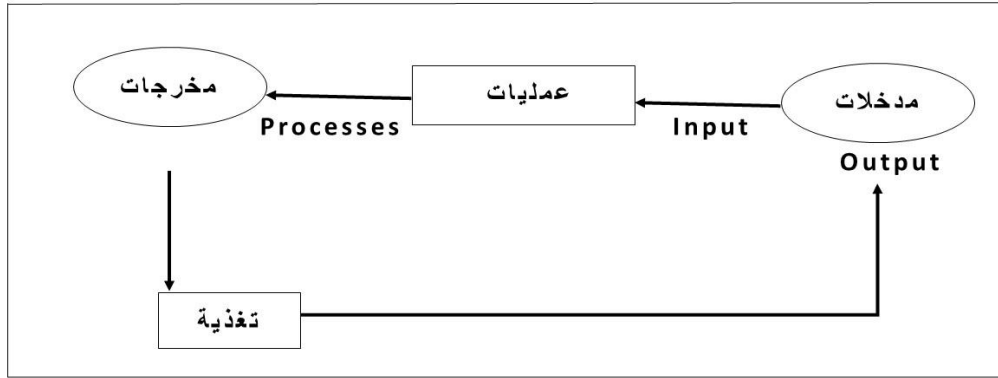 مدخلات
عمليات
مخرجات
Output
Input
Processes
تغذية